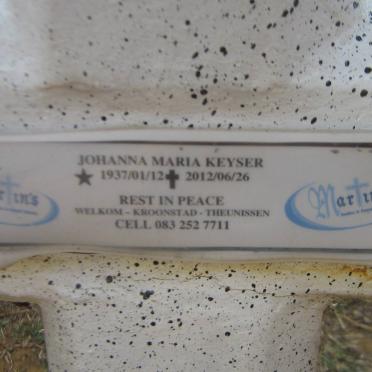 JOHANNA MARIA KEYSER
1937/01/12 2012/06/26
REST IN PEACE
WELKOM - KROONSTAD - THEUNISSEN
CELL 083 252 7711
Martin's